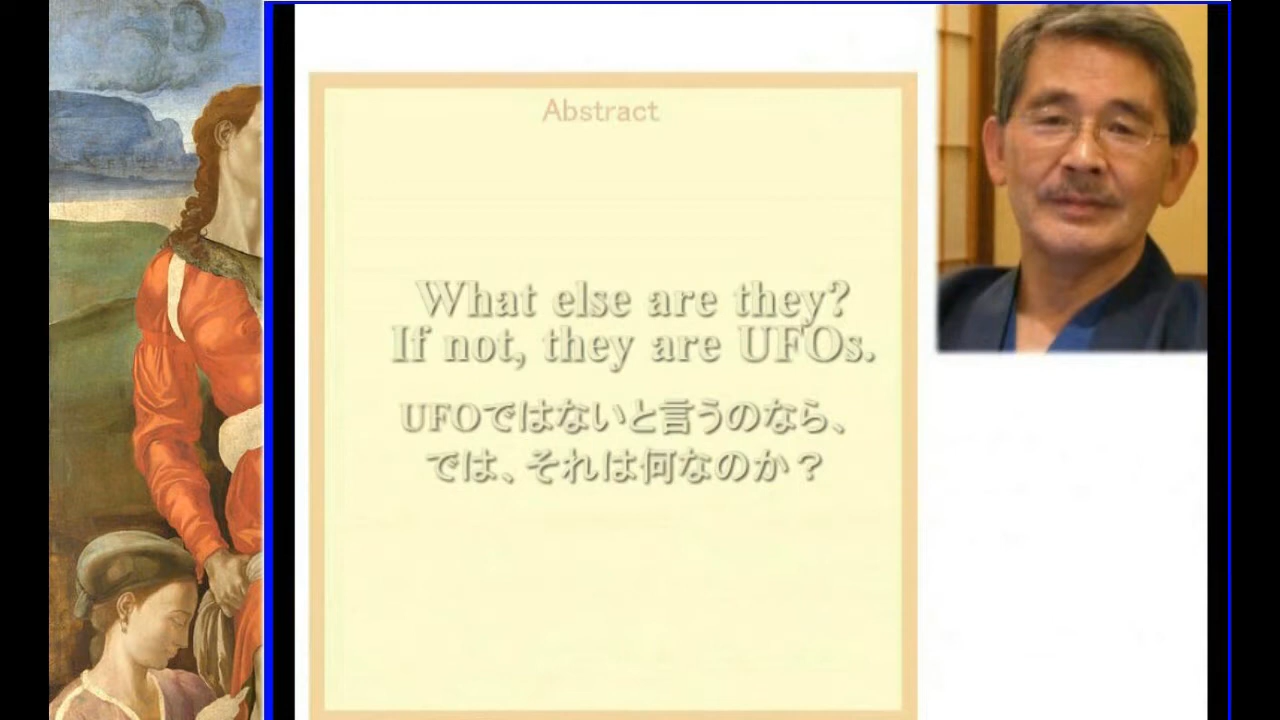 Abstract
What else are they?
If not, they are UFOs.
UFOではないと言うのなら、
では、それは何なのか？